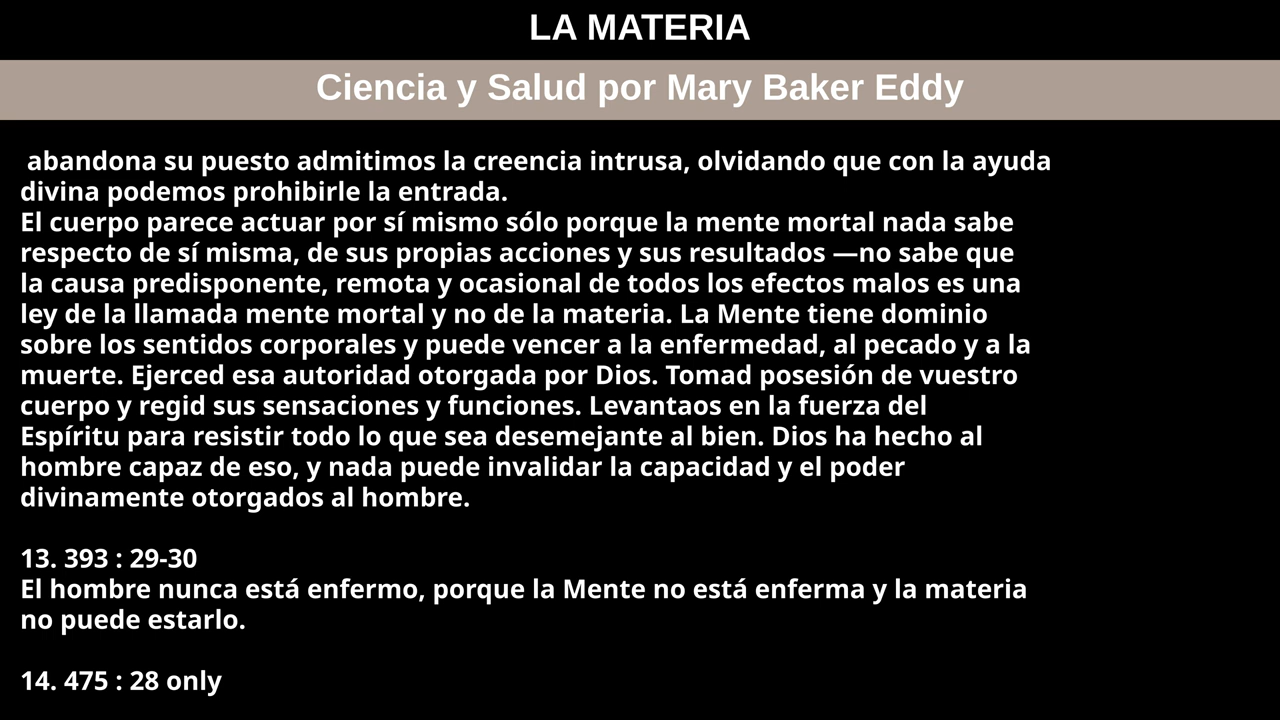 LA MATERIA
Ciencia y Salud por Mary Baker Eddy
abandona su puesto admitimos la creencia intrusa, olvidando que con la ayuda
divina podemos prohibirle la entrada.
El cuerpo parece actuar por sí mismo sólo porque la mente mortal nada sabe
respecto de sí misma, de sus propias acciones y sus resultados —no sabe que
la causa predisponente, remota y ocasional de todos los efectos malos es una
ley de la llamada mente mortal y no de la materia. La Mente tiene dominio
sobre los sentidos corporales y puede vencer a la enfermedad, al pecado y a la
muerte. Ejerced esa autoridad otorgada por Dios. Tomad posesión de vuestro
cuerpo y regid sus sensaciones y funciones. Levantaos en la fuerza del
Espíritu para resistir todo lo que sea desemejante al bien. Dios ha hecho al
hombre capaz de eso, y nada puede invalidar la capacidad y el poder
divinamente otorgados al hombre.
13. 393 : 29-30
El hombre nunca está enfermo, porque la Mente no está enferma y la materia
no puede estarlo.
14. 475 : 28 only